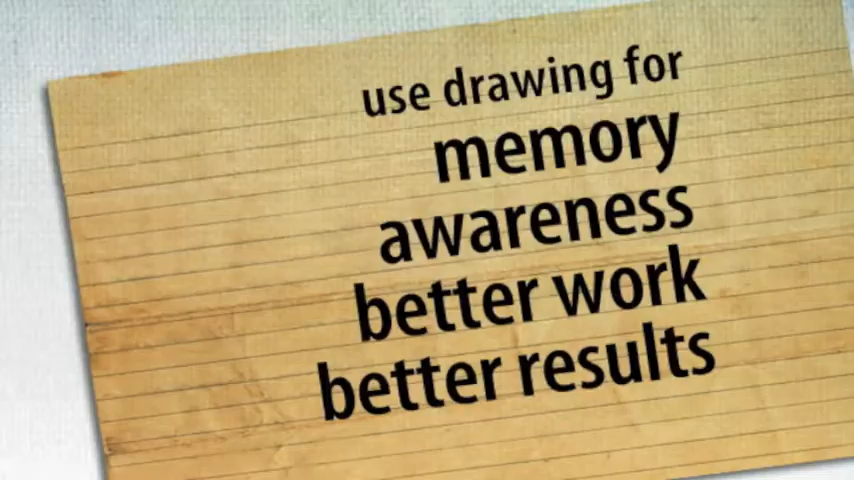 use drawing for
memory
awareness
better work
better results